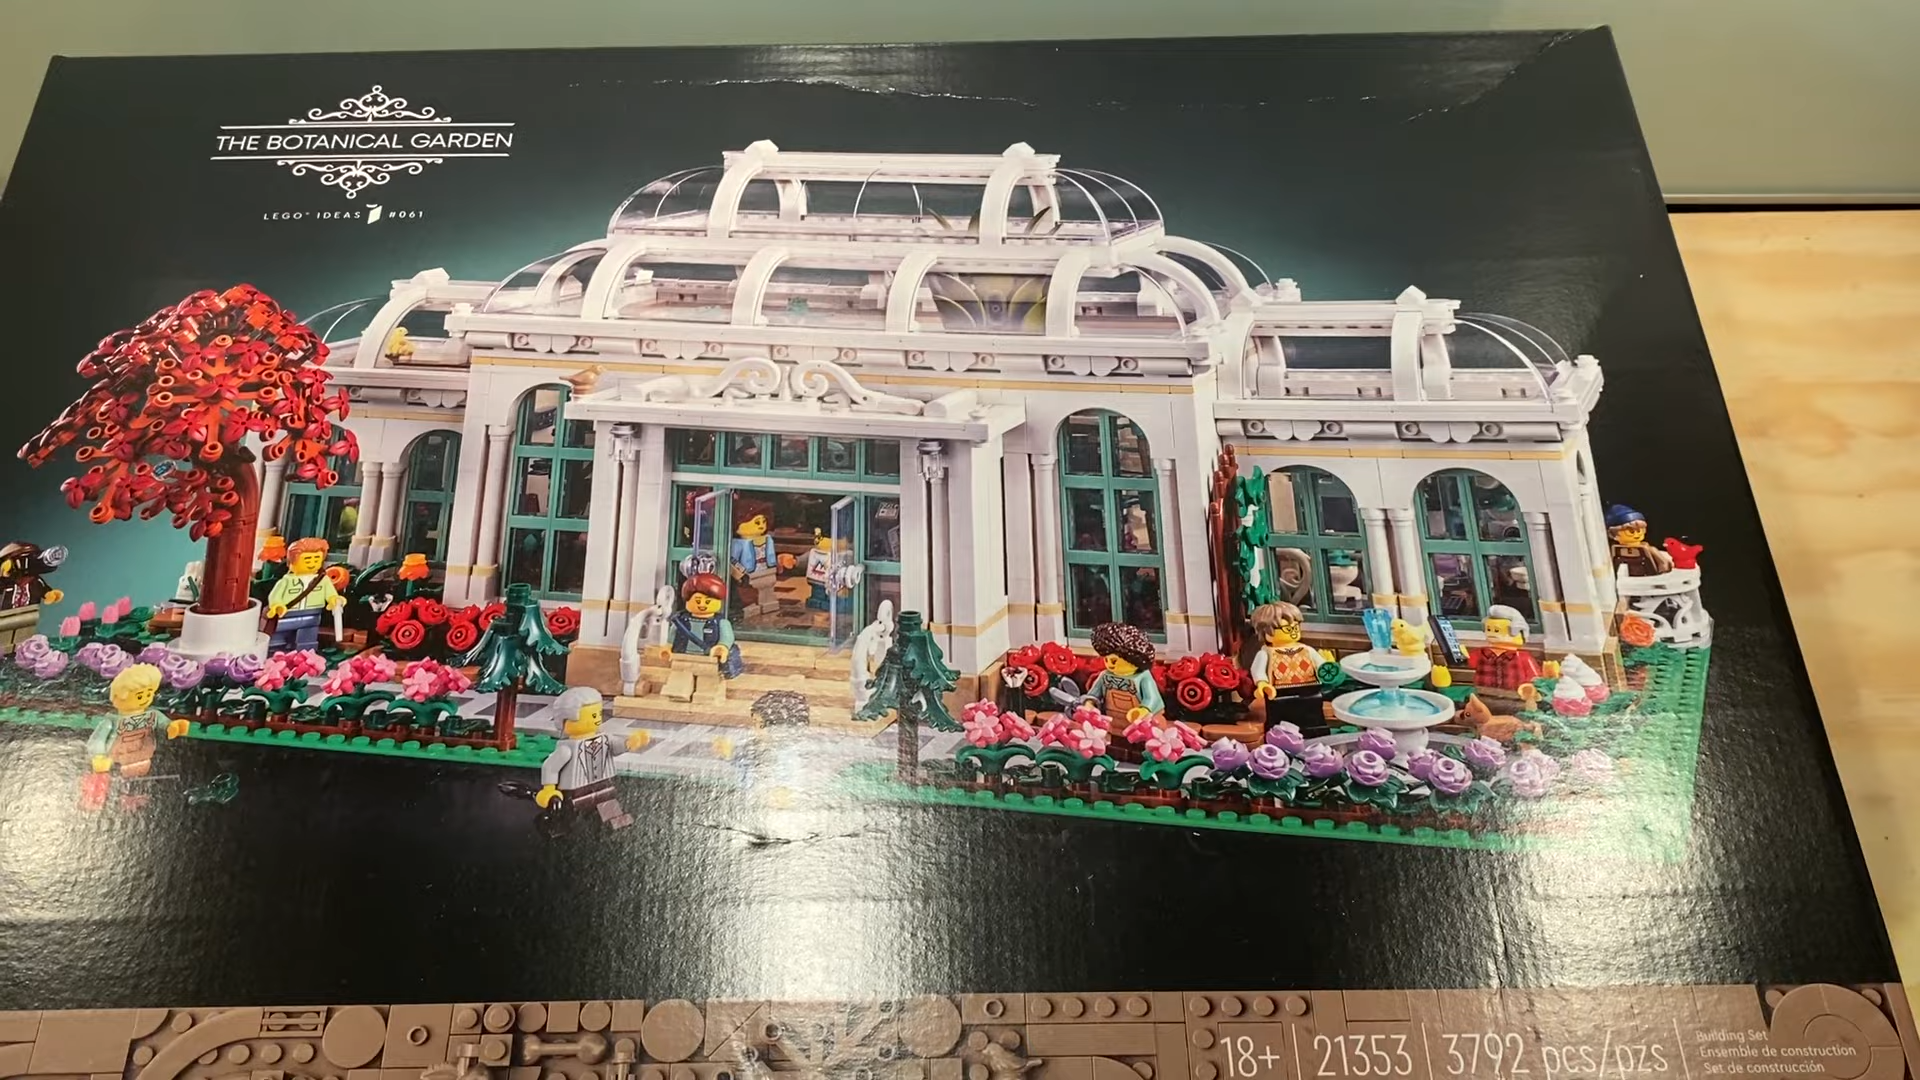 THE BOTANICAL GARDEN
LEGO® IDEAS #061
18+ | 21353 | 3792 pcs/pzs
Building Set
Ensemble de construction
Set de construcción